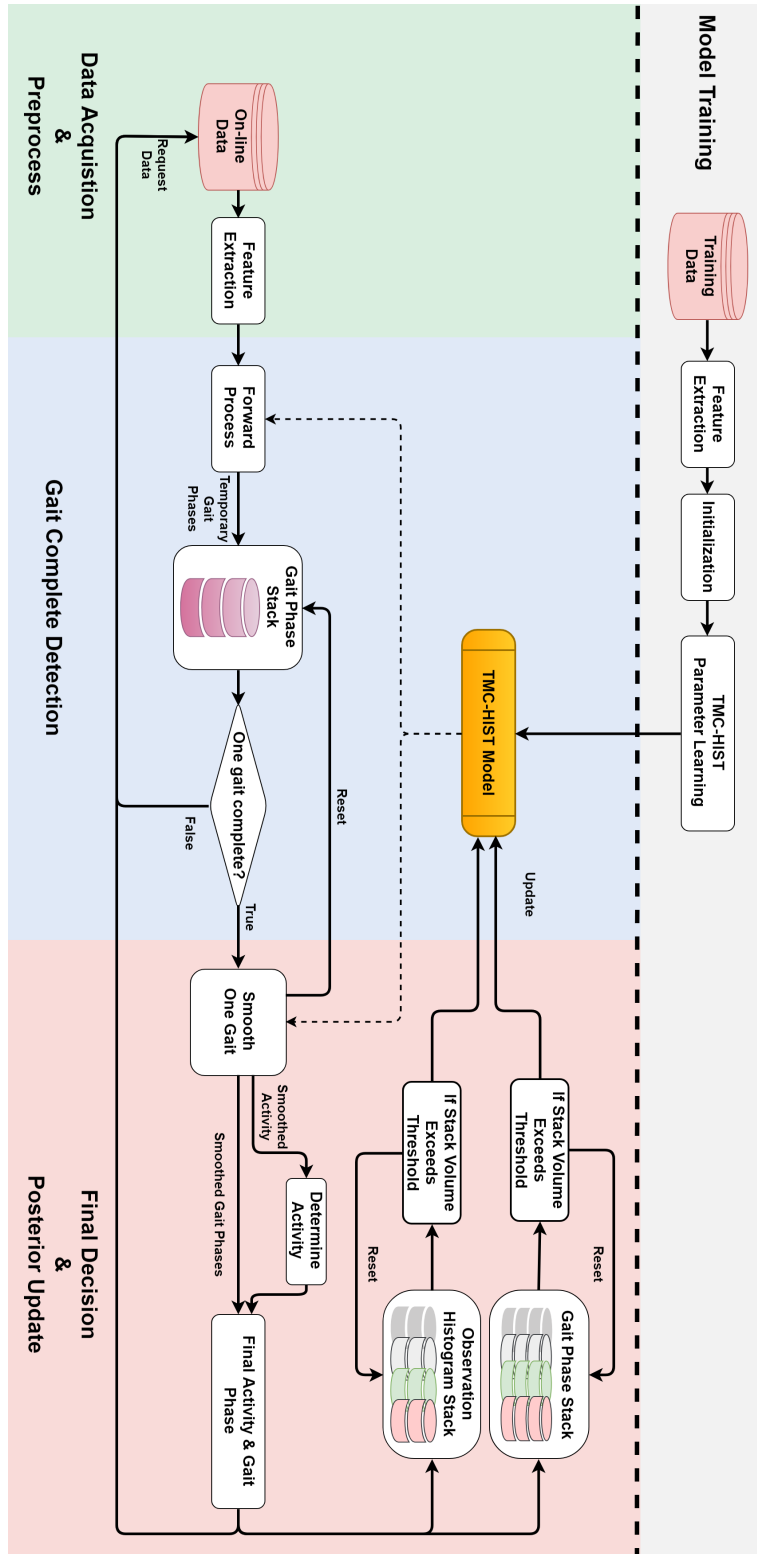 Model Training
Training
Data
Feature
Extraction
Initialization
TMC-HIST
Parameter Learning
TMC-HIST Model
Update
If Stack Volume
Exceeds
Threshold
Reset
Gait Phase Stack
If Stack Volume
Exceeds
Threshold
Reset
Observation
Histogram Stack
On-line
Data
Request
Data
Feature
Extraction
Forward
Process
Temporary
Gait
Phases
Gait Phase
Stack
Reset
One gait complete?
False
True
Smooth
One Gait
Smoothed
Activity
Smoothed Gait Phases
Determine
Activity
Final Activity & Gait
Phase
Data Acquistion
&
Preprocess
Gait Complete Detection
Final Decision
&
Posterior Update